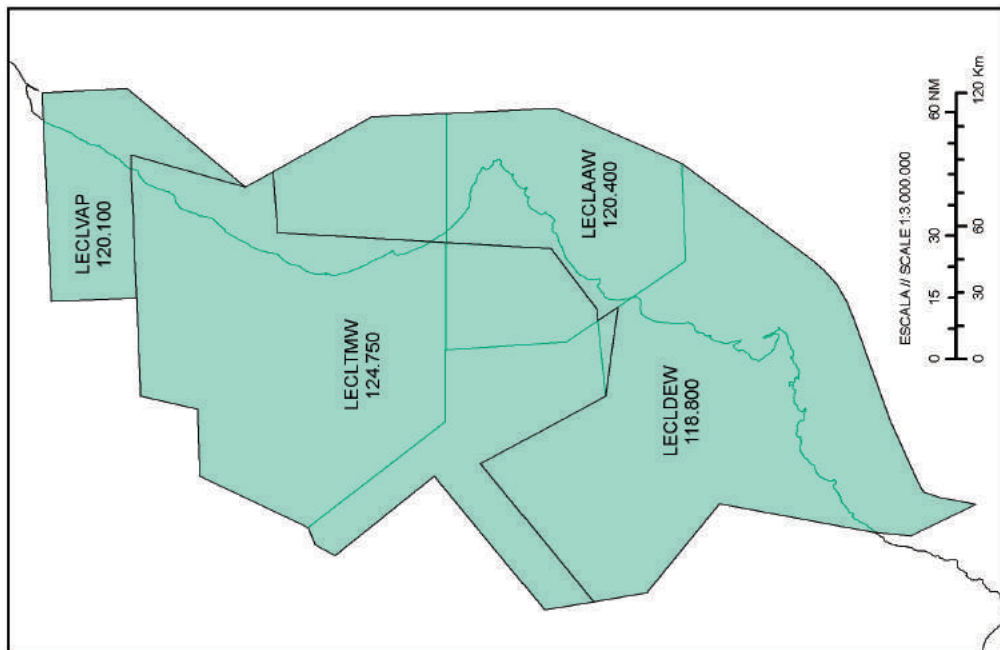 LECLVAP
120.100
LECLTMW
124.750
LECLAAW
120.400
LECLDEW
118.800
ESCALA // SCALE 1:3.000.000
0 15 30 60 NM
0 30 60 120 Km